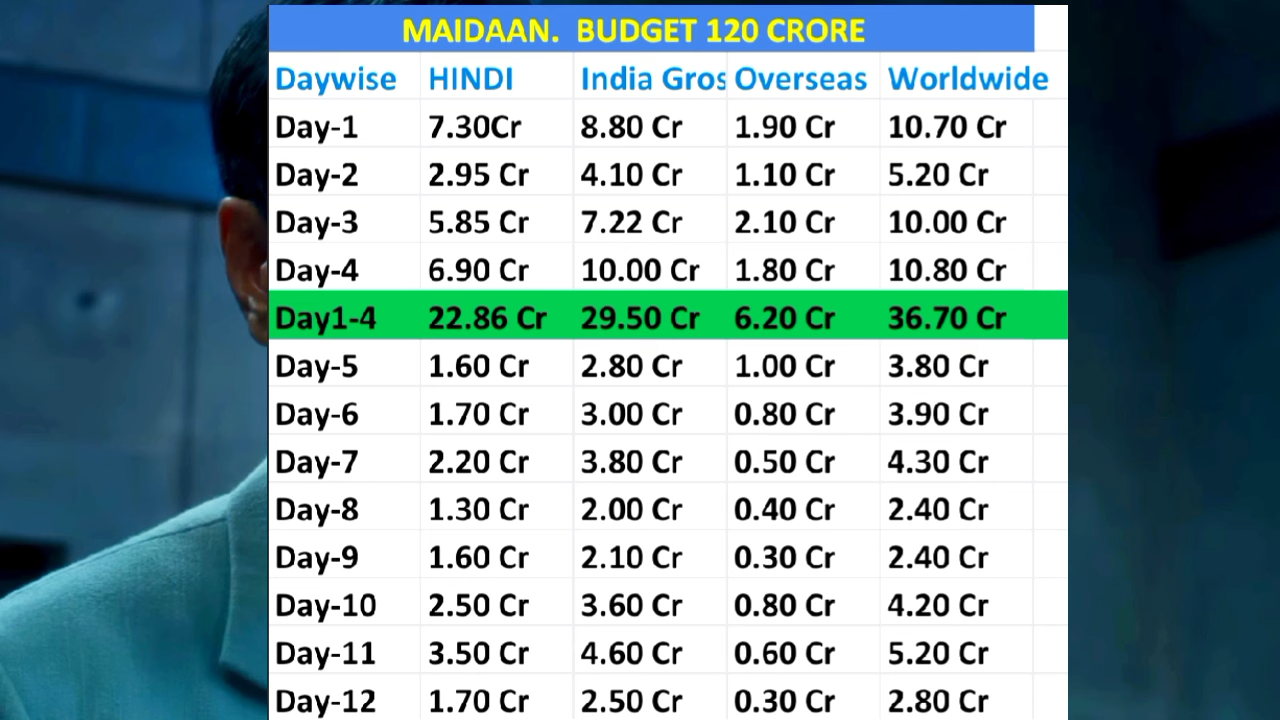 MAIDAAN. BUDGET 120 CRORE
Daywise HINDI India Gros Overseas Worldwide
Day-1 7.30Cr 8.80 Cr 1.90 Cr 10.70 Cr
Day-2 2.95 Cr 4.10 Cr 1.10 Cr 5.20 Cr
Day-3 5.85 Cr 7.22 Cr 2.10 Cr 10.00 Cr
Day-4 6.90 Cr 10.00 Cr 1.80 Cr 10.80 Cr
Day1-4 22.86 Cr 29.50 Cr 6.20 Cr 36.70 Cr
Day-5 1.60 Cr 2.80 Cr 1.00 Cr 3.80 Cr
Day-6 1.70 Cr 3.00 Cr 0.80 Cr 3.90 Cr
Day-7 2.20 Cr 3.80 Cr 0.50 Cr 4.30 Cr
Day-8 1.30 Cr 2.00 Cr 0.40 Cr 2.40 Cr
Day-9 1.60 Cr 2.10 Cr 0.30 Cr 2.40 Cr
Day-10 2.50 Cr 3.60 Cr 0.80 Cr 4.20 Cr
Day-11 3.50 Cr 4.60 Cr 0.60 Cr 5.20 Cr
Day-12 1.70 Cr 2.50 Cr 0.30 Cr 2.80 Cr